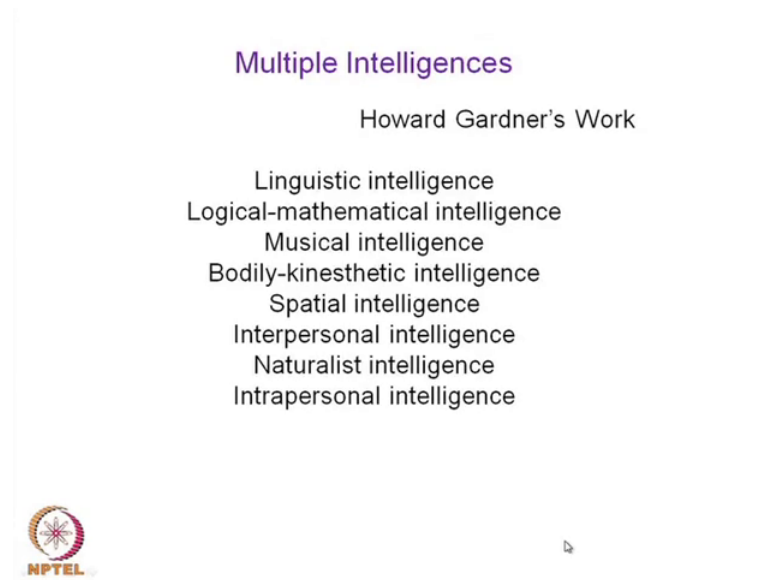 Multiple Intelligences
Howard Gardner's Work
Linguistic intelligence
Logical-mathematical intelligence
Musical intelligence
Bodily-kinesthetic intelligence
Spatial intelligence
Interpersonal intelligence
Naturalist intelligence
Intrapersonal intelligence
NPTEL